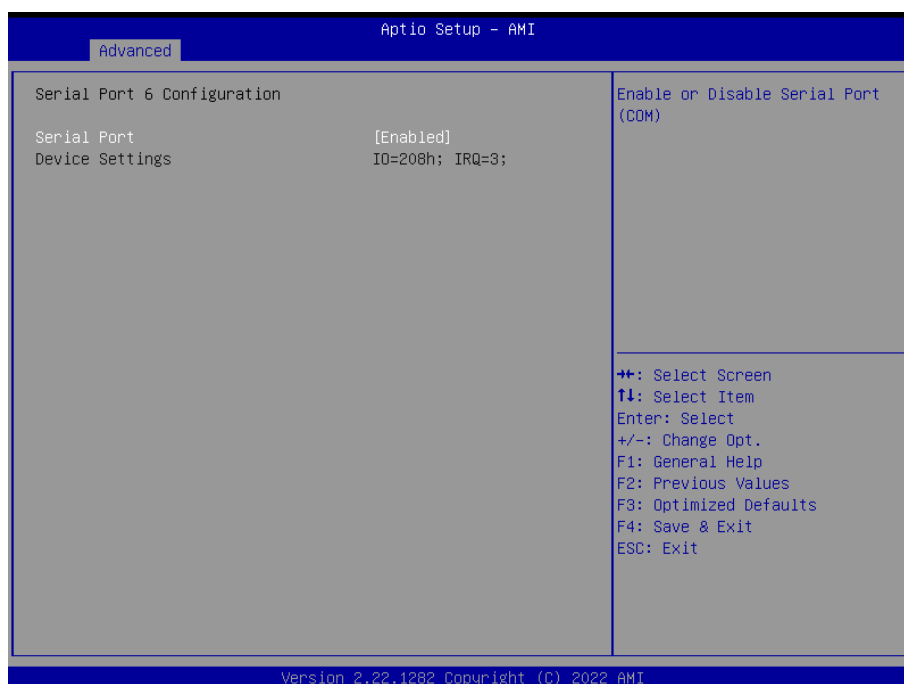 Aptio Setup – AMI
Advanced
Serial Port 6 Configuration
Serial Port [Enabled]
Device Settings IO=208h; IRQ=3;
Enable or Disable Serial Port
(COM)
→←: Select Screen
↑↓: Select Item
Enter: Select
+/-: Change Opt.
F1: General Help
F2: Previous Values
F3: Optimized Defaults
F4: Save & Exit
ESC: Exit
Version 2.22.1282 Copyright (C) 2022 AMI